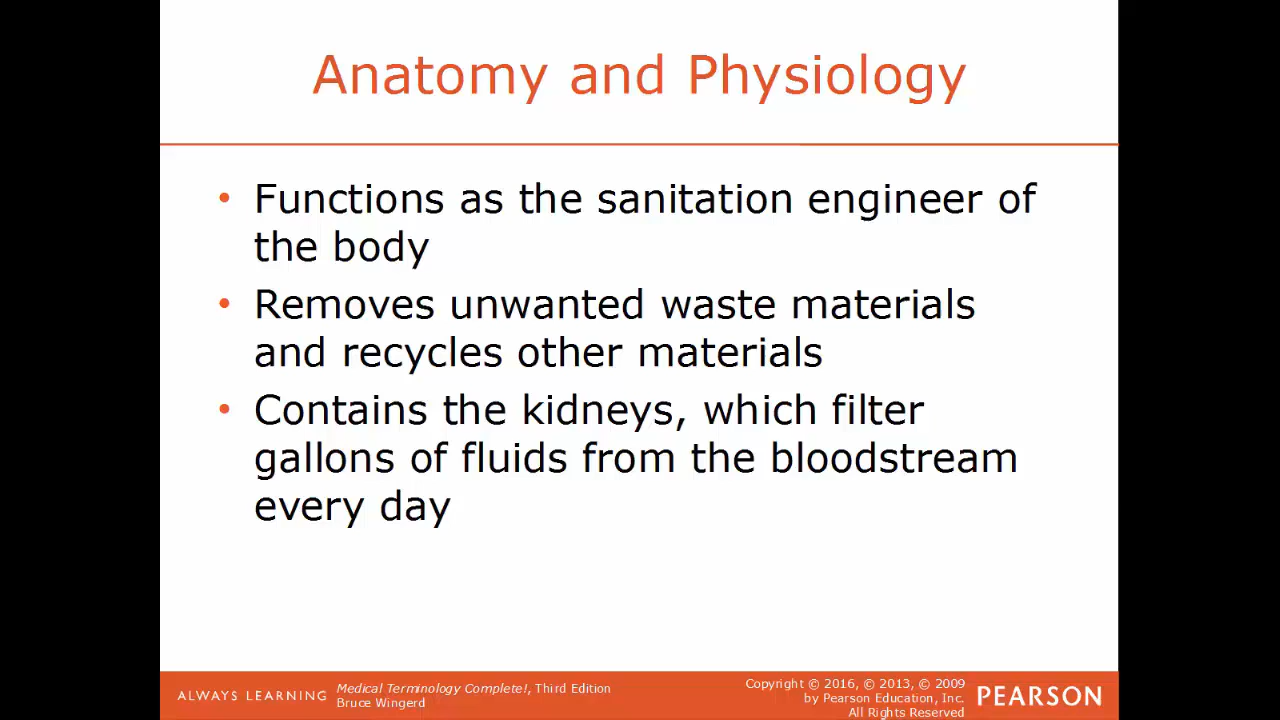 Anatomy and Physiology
• Functions as the sanitation engineer of
the body
• Removes unwanted waste materials
and recycles other materials
• Contains the kidneys, which filter
gallons of fluids from the bloodstream
every day
ALWAYS LEARNING
Medical Terminology Complete!, Third Edition
Bruce Wingerd
Copyright © 2016, © 2013, © 2009
by Pearson Education, Inc.
All Rights Reserved
PEARSON